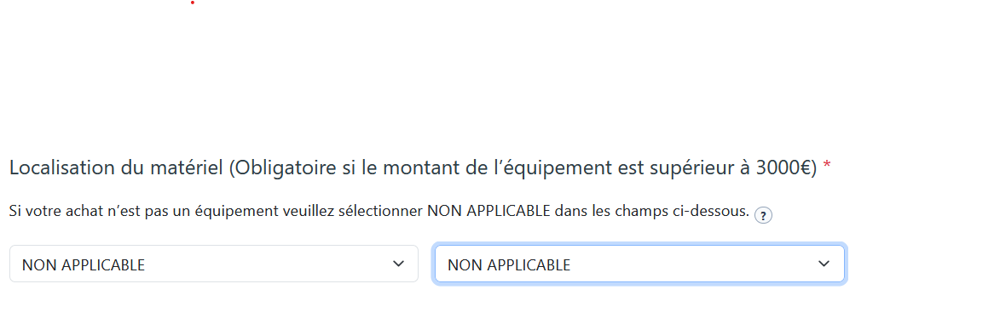 Localisation du matériel (Obligatoire si le montant de l’équipement est supérieur à 3000€) *
Si votre achat n’est pas un équipement veuillez sélectionner NON APPLICABLE dans les champs ci-dessous. ?
NON APPLICABLE NON APPLICABLE